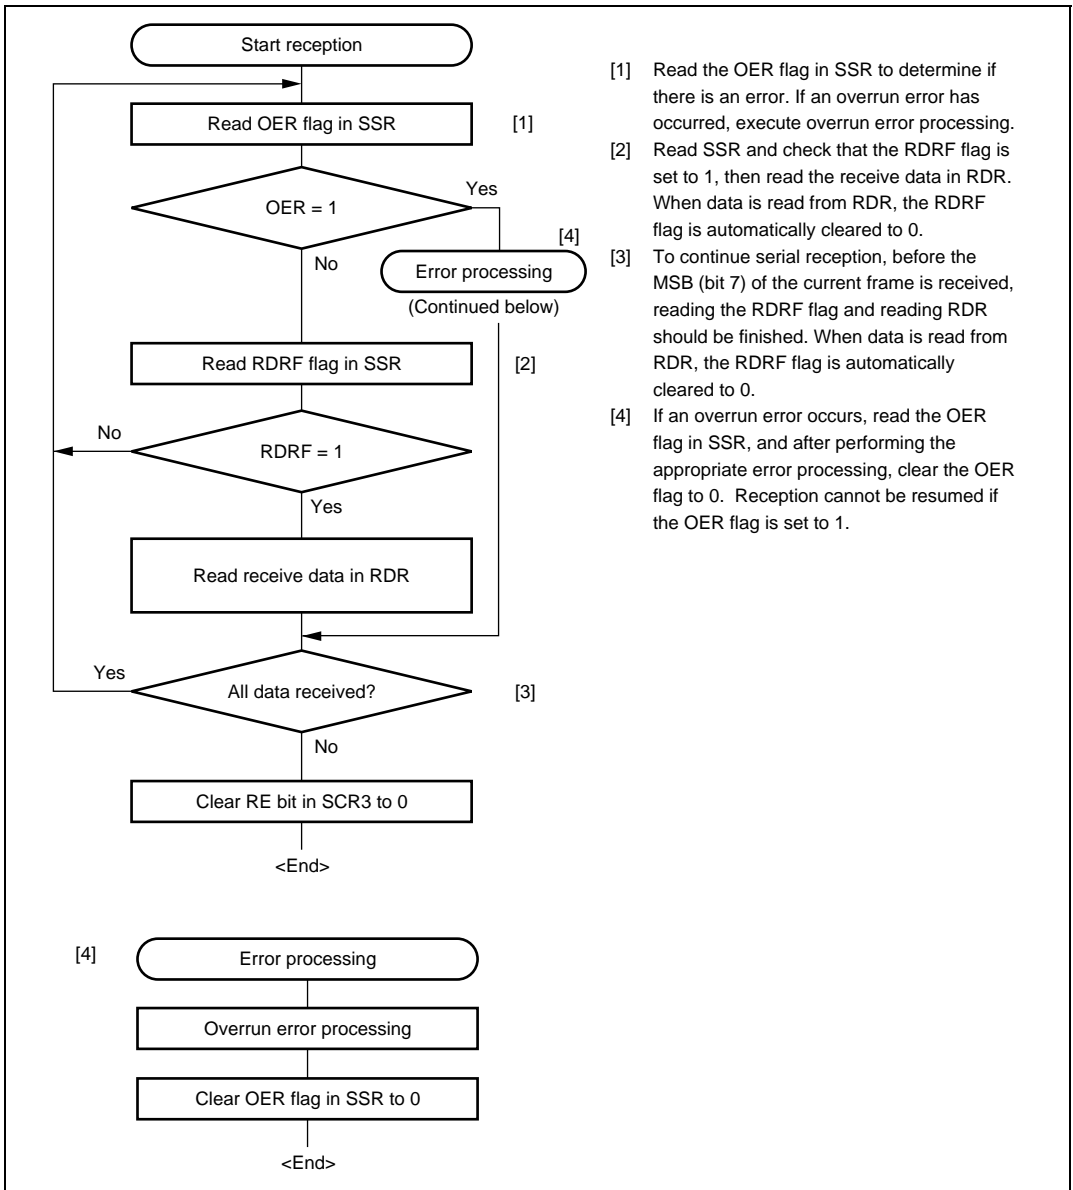 Start reception
Read OER flag in SSR
[1]
OER = 1
Yes
No
[4]
Error processing
(Continued below)
Read RDRF flag in SSR
[2]
No
RDRF = 1
Yes
Read receive data in RDR
Yes
All data received?
[3]
No
Clear RE bit in SCR3 to 0
<End>
[4]
Error processing
Overrun error processing
Clear OER flag in SSR to 0
<End>
[1] Read the OER flag in SSR to determine if
there is an error. If an overrun error has
occurred, execute overrun error processing.
[2] Read SSR and check that the RDRF flag is
set to 1, then read the receive data in RDR.
When data is read from RDR, the RDRF
flag is automatically cleared to 0.
[3] To continue serial reception, before the
MSB (bit 7) of the current frame is received,
reading the RDRF flag and reading RDR
should be finished. When data is read from
RDR, the RDRF flag is automatically
cleared to 0.
[4] If an overrun error occurs, read the OER
flag in SSR, and after performing the
appropriate error processing, clear the OER
flag to 0.  Reception cannot be resumed if
the OER flag is set to 1.